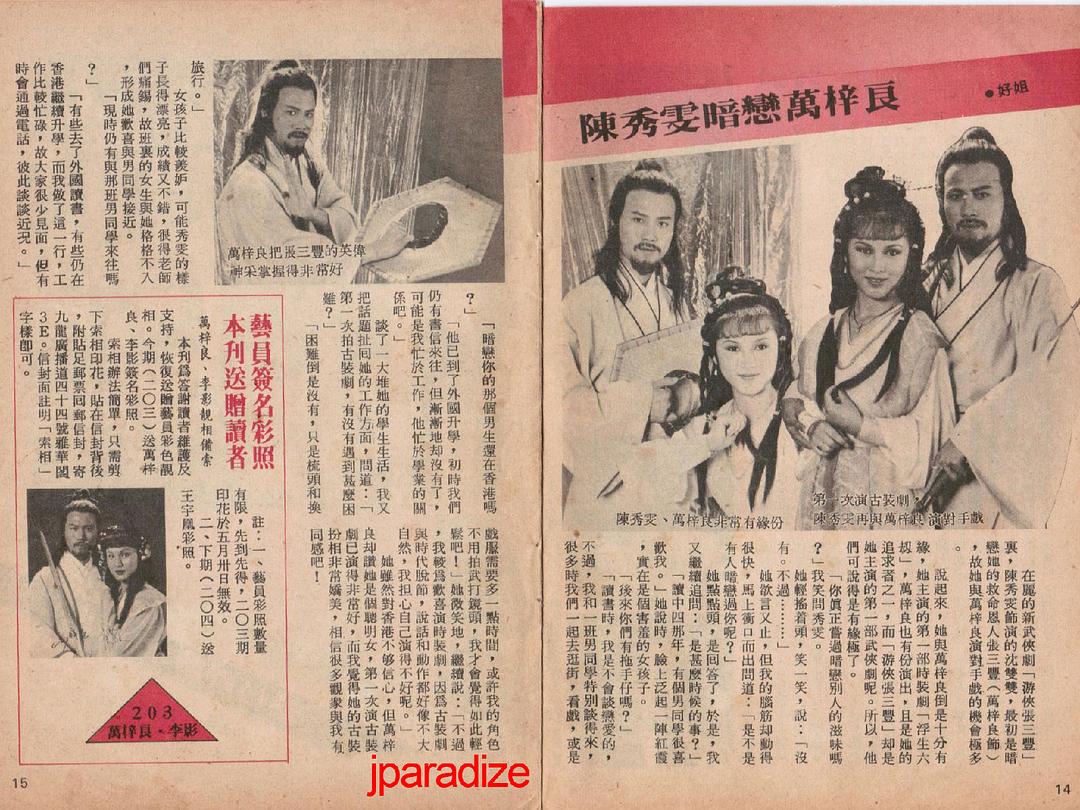 陳秀雯暗戀萬梓良
●好姐
第一次演古裝劇，
陳秀雯再與萬梓良演對手戲
陳秀雯、萬梓良非常有緣份
在麗的新武俠劇「游俠張三豐」
裏，陳秀雯飾演的沈雙雙，最初是暗
戀她的救命恩人張三豐（萬梓良飾）
，故她與萬梓良演對手戲的機會極多
。
說起來，她與萬梓良倒是十分有
緣，她主演的第一部時裝劇「浮生六
刼」，萬梓良也有份演出，且是她的
追求者之一，而「游俠張三豐」却是
她主演的第一部武俠劇呢。所以，他
們可說得是有緣極了。
「你眞正嘗過暗戀別人的滋味嗎
？」我笑問秀雯。
她輕搖着頭，笑一笑，說：「沒
有。不過……」
她欲言又止，但我的腦筋却動得
很快，馬上衝口而出問道：「是不是
有人暗戀過你呢？」
她點點頭，是回答了，於是，我
又繼續追問：「是甚麼時候的事？」
「讀中四那年，有個男同學很喜
歡我。」她說時，臉上泛起一陣紅霞
，實在是個害羞的女孩子。
「後來你們有拖手仔嗎？」
「讀書時，我是不會談戀愛的，
不過，我和一班男同學特別談得來，
很多時我們一起去逛街，看戲，或是
14
旅行。」
女孩子比較羨妒，可能秀雯的樣
子長得漂亮，成績又不錯，很得老師
們痛錫，故班裏的女生與她格格不入
，形成她歡喜與男同學接近。
「現時仍有與那班男同學來往嗎
？」
「有些去了外國讀書，有些仍在
香港繼續升學，而我做了這一行，工
作比較忙碌，故大家很少見面，但有
時會通過電話，彼此談談近況。」
萬梓良把張三豐的英偉
神采掌握得非常好
「暗戀你的那個男生還在香港嗎
？」
「他已到了外國升學，初時我們
仍有書信來往，但漸漸地却沒有了，
可能是我忙於工作，他忙於學業的關
係吧。」
談了一大堆她的學生生活，我又
把話題扯回她的工作方面，問道：「
第一次拍古裝劇，有沒有遇到甚麼困
難？」
「困難倒是沒有，只是梳頭和換
戲服需要多一點時間，或許我的角色
不用拍武打鏡頭，我才會覺得如此輕
鬆吧！」她微笑地，繼續說：「不過
，我較爲歡喜演時裝劇，因爲古裝劇
與時代脫節，說話和動作都好像不大
自然，我担心自己演得不好呢。」
她雖然對香港不够信心，但萬梓
良却讚她是個聰明女，第一次演古裝
劇已演得非常好，而我覺得她的古裝
扮相非常嬌美，相信很多觀衆與我有
同感吧！
藝員簽名彩照
本刊送贈讀者
萬梓良、李影靚相備索
本刊爲答謝讀者維護及
支持，恢復送贈藝員彩色靚
相。今期（二〇三）送萬梓
良、李影簽名彩照。
索相辦法簡單，只需剪
下索相印花，貼在信封背後
，附貼足郵票回郵信封，寄
九龍廣播道四十四號雅華閣
3E。信封面註明「索相」
字樣卽可。
註：一、藝員彩照數量
有限，先到先得，二〇三期
印花於五月卅日無效。
二、下期（二〇四）送
王宇鳳彩照。
203
萬梓良・李影
15
jparadize